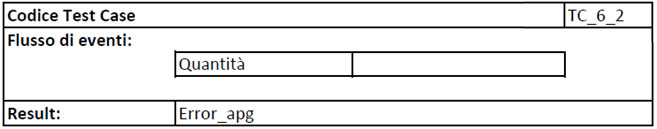 Codice Test Case TC_6_2
Flusso di eventi:
Quantità
Result: Error_apg